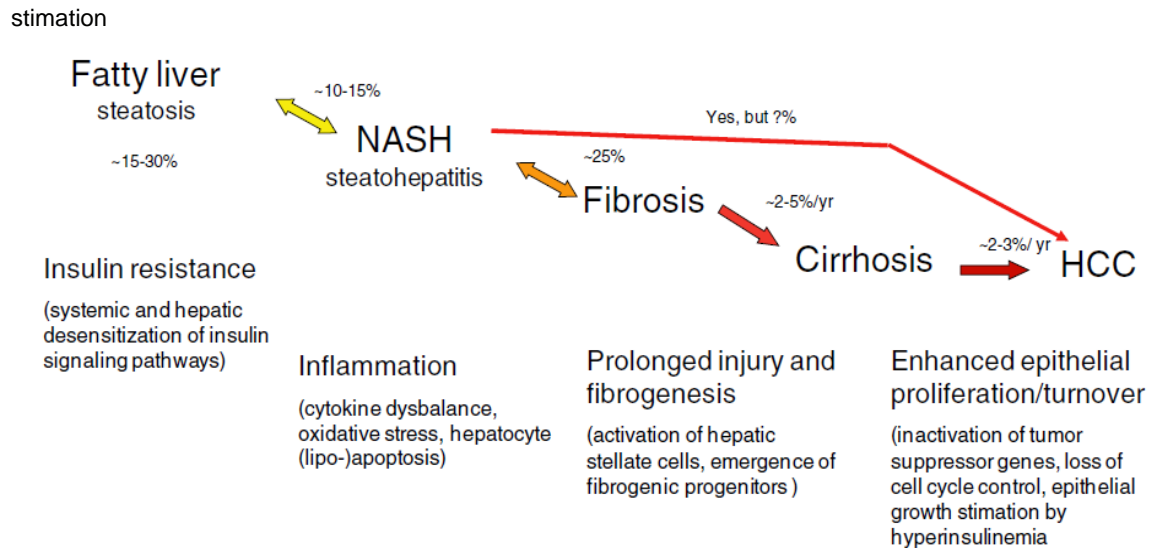 stimation
Fatty liver
steatosis
~15-30%
~10-15%
NASH
steatohepatitis
Yes, but ?%
~25%
Fibrosis
~2-5%/yr
Cirrhosis
~2-3%/ yr
HCC
Insulin resistance
(systemic and hepatic
desensitization of insulin
signaling pathways)
Inflammation
(cytokine dysbalance,
oxidative stress, hepatocyte
(lipo-)apoptosis)
Prolonged injury and
fibrogenesis
(activation of hepatic
stellate cells, emergence of
fibrogenic progenitors )
Enhanced epithelial
proliferation/turnover
(inactivation of tumor
suppressor genes, loss of
cell cycle control, epithelial
growth stimation by
hyperinsulinemia